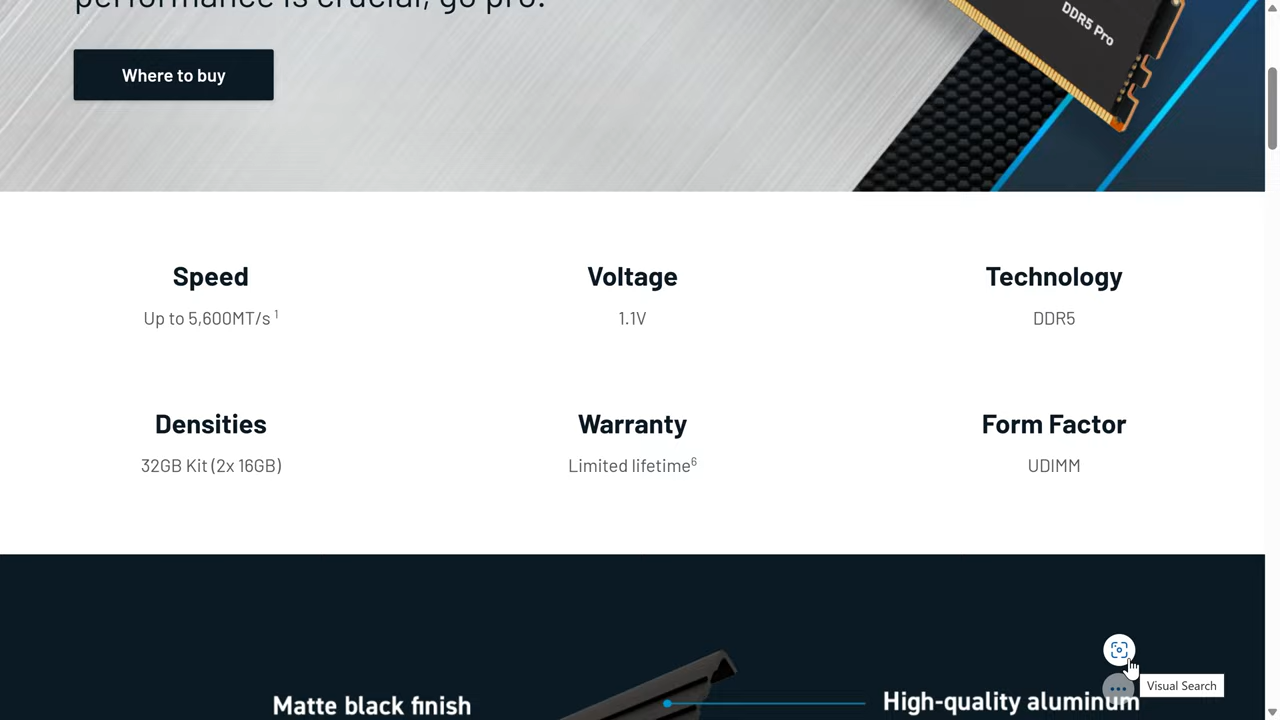 performance is crucial, go pro.
DDR5 Pro
Where to buy
Speed
Up to 5,600MT/s ¹
Voltage
1.1V
Technology
DDR5
Densities
32GB Kit (2x 16GB)
Warranty
Limited lifetime⁶
Form Factor
UDIMM
Visual Search
Matte black finish
High-quality aluminum